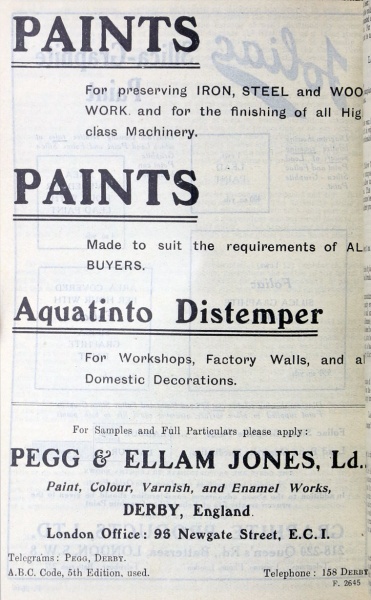 PAINTS
For preserving IRON, STEEL and WOO
WORK and for the finishing of all Hig
class Machinery.
PAINTS
Made to suit the requirements of AL
BUYERS.
Aquatinto Distemper
For Workshops, Factory Walls, and a
Domestic Decorations.
For Samples and Full Particulars please apply:
PEGG & ELLAM JONES, Ld.,
Paint, Colour, Varnish, and Enamel Works,
DERBY, England.
London Office: 96 Newgate Street, E.C.1.
Telegrams: PEGG, DERBY.
A.B.C. Code, 5th Edition, used.
Telephone: 158 DERBY
F. 2645